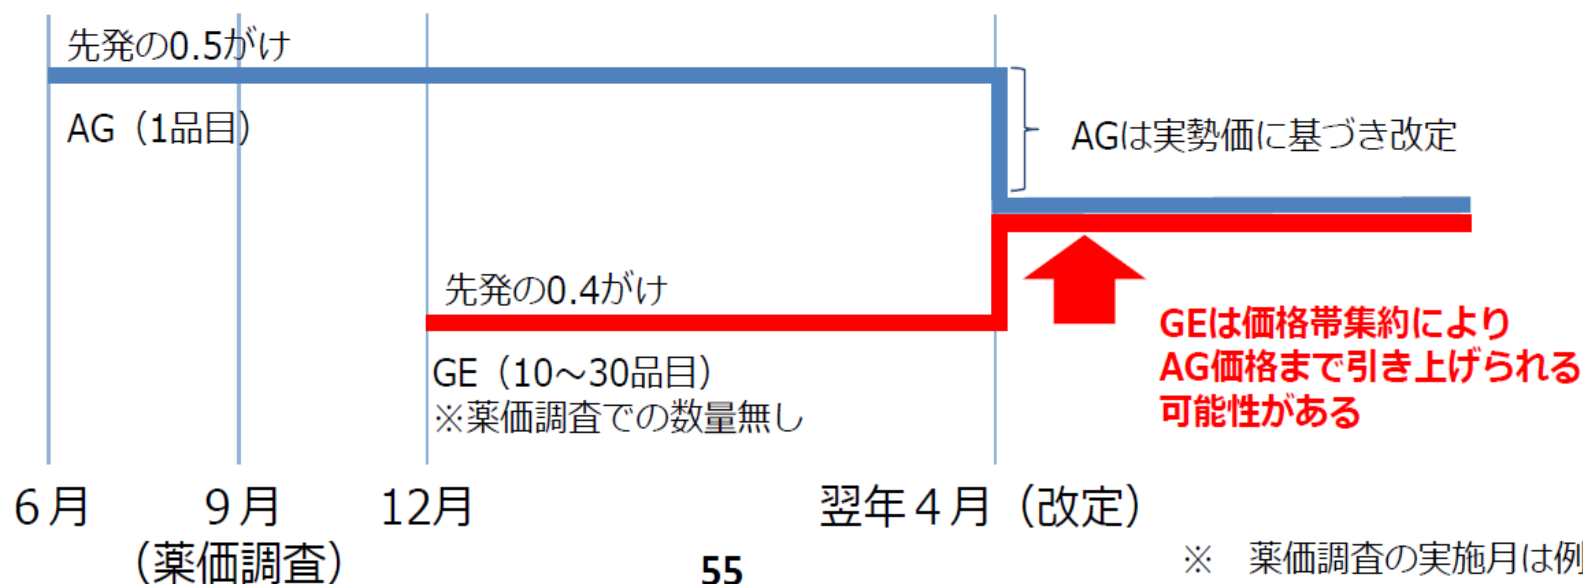 先発の0.5がけ
AG（1品目）
AGは実勢価に基づき改定
先発の0.4がけ
GE（10～30品目）
※薬価調査での数量無し
GEは価格帯集約により
AG価格まで引き上げられる
可能性がある
６月
９月
12月
翌年４月（改定）
（薬価調査）
55
※　薬価調査の実施月は例